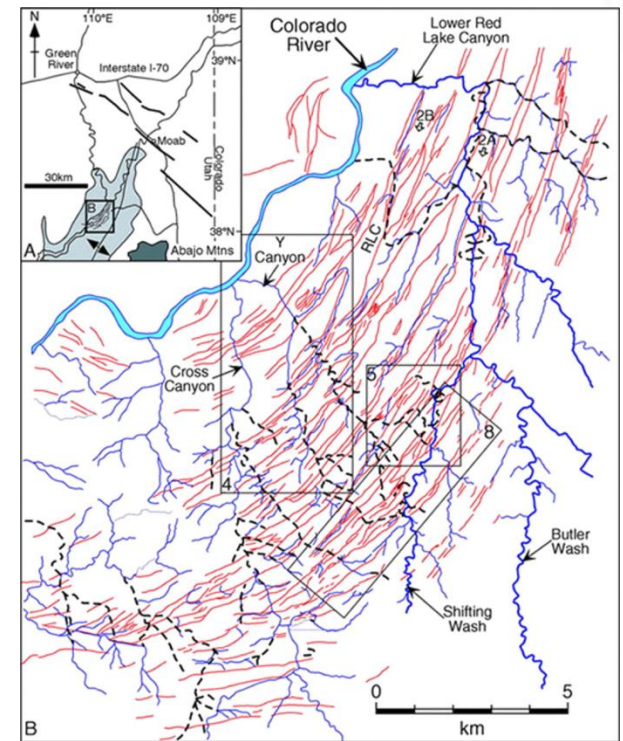 N
110°E
109°E
Green
River
Interstate I-70
39°N
Moab
30km
Colorado
Utah
B
38°N
A
Abajo Mtns
Colorado
River
Lower Red
Lake Canyon
2B
2A
RLC
Y
Canyon
Cross
Canyon
5
8
4
Butler
Wash
Shifting
Wash
0
5
km
B